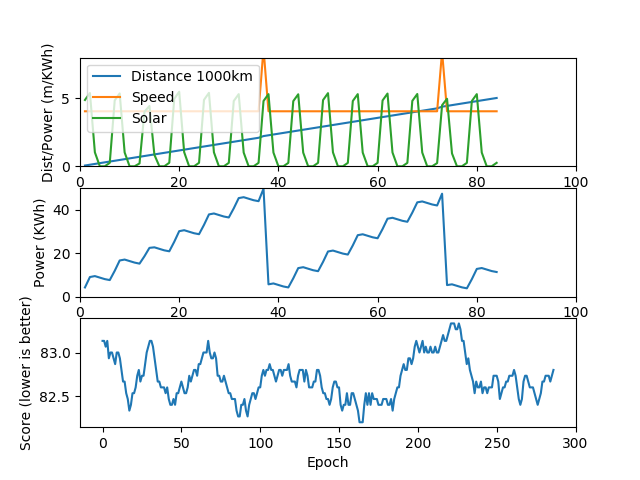 Dist/Power (m/KWh)
Distance 1000km
Speed
Solar
5
0
0 20 40 60 80 100
Power (KWh)
40
20
0
0 20 40 60 80 100
Score (lower is better)
83.0
82.5
0 50 100 150 200 250 300
Epoch